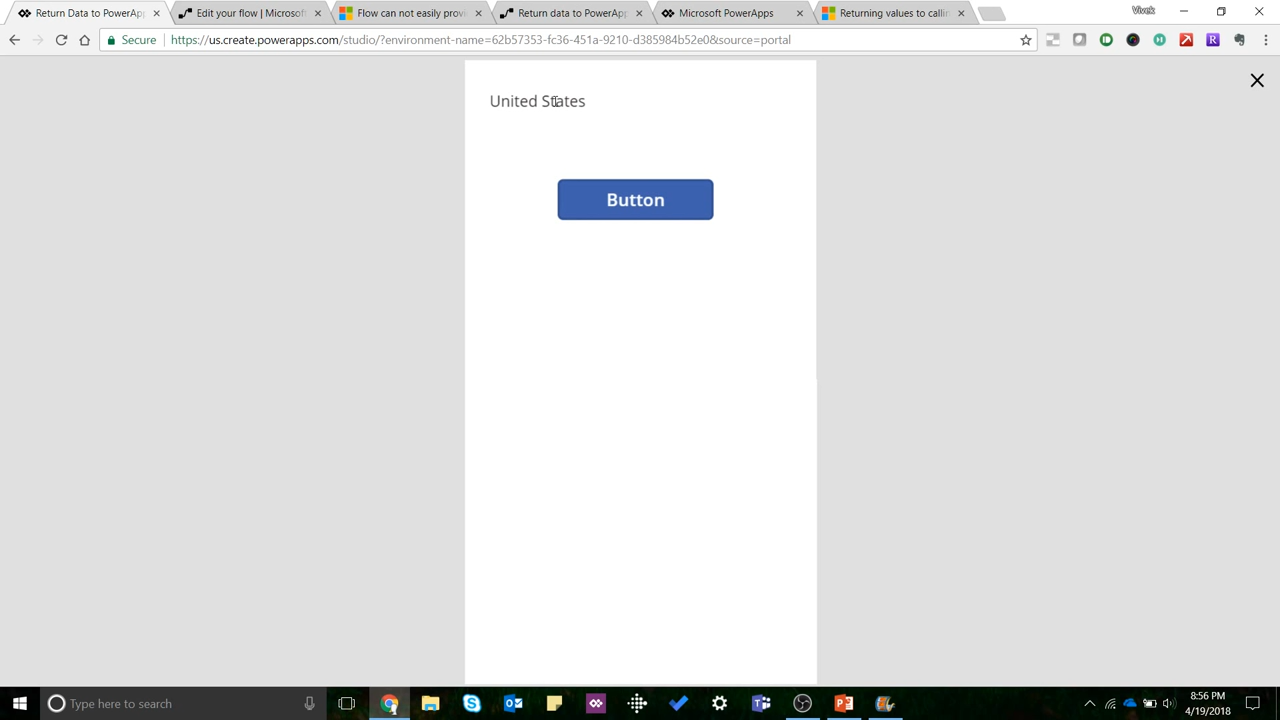 Return Data to PowerApp
Edit your flow | Microsof
Flow can not easily provi
Return data to PowerApp
Microsoft PowerApps
Returning values to callin
Vivek
Secure
https://us.create.powerapps.com/studio/?environment-name=62b57353-fc36-451a-9210-d385984b52e0&source=portal
United States
Button
Type here to search
8:56 PM
4/19/2018